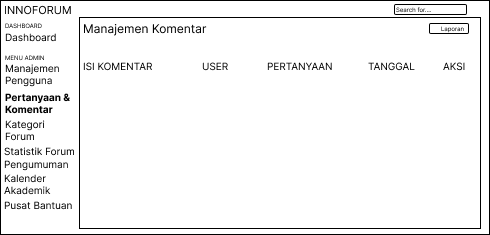 INNOFORUM
Search for....
DASHBOARD
Dashboard
MENU ADMIN
Manajemen
Pengguna
Pertanyaan &
Komentar
Kategori
Forum
Statistik Forum
Pengumuman
Kalender
Akademik
Pusat Bantuan
Manajemen Komentar
Laporan
ISI KOMENTAR USER PERTANYAAN TANGGAL AKSI